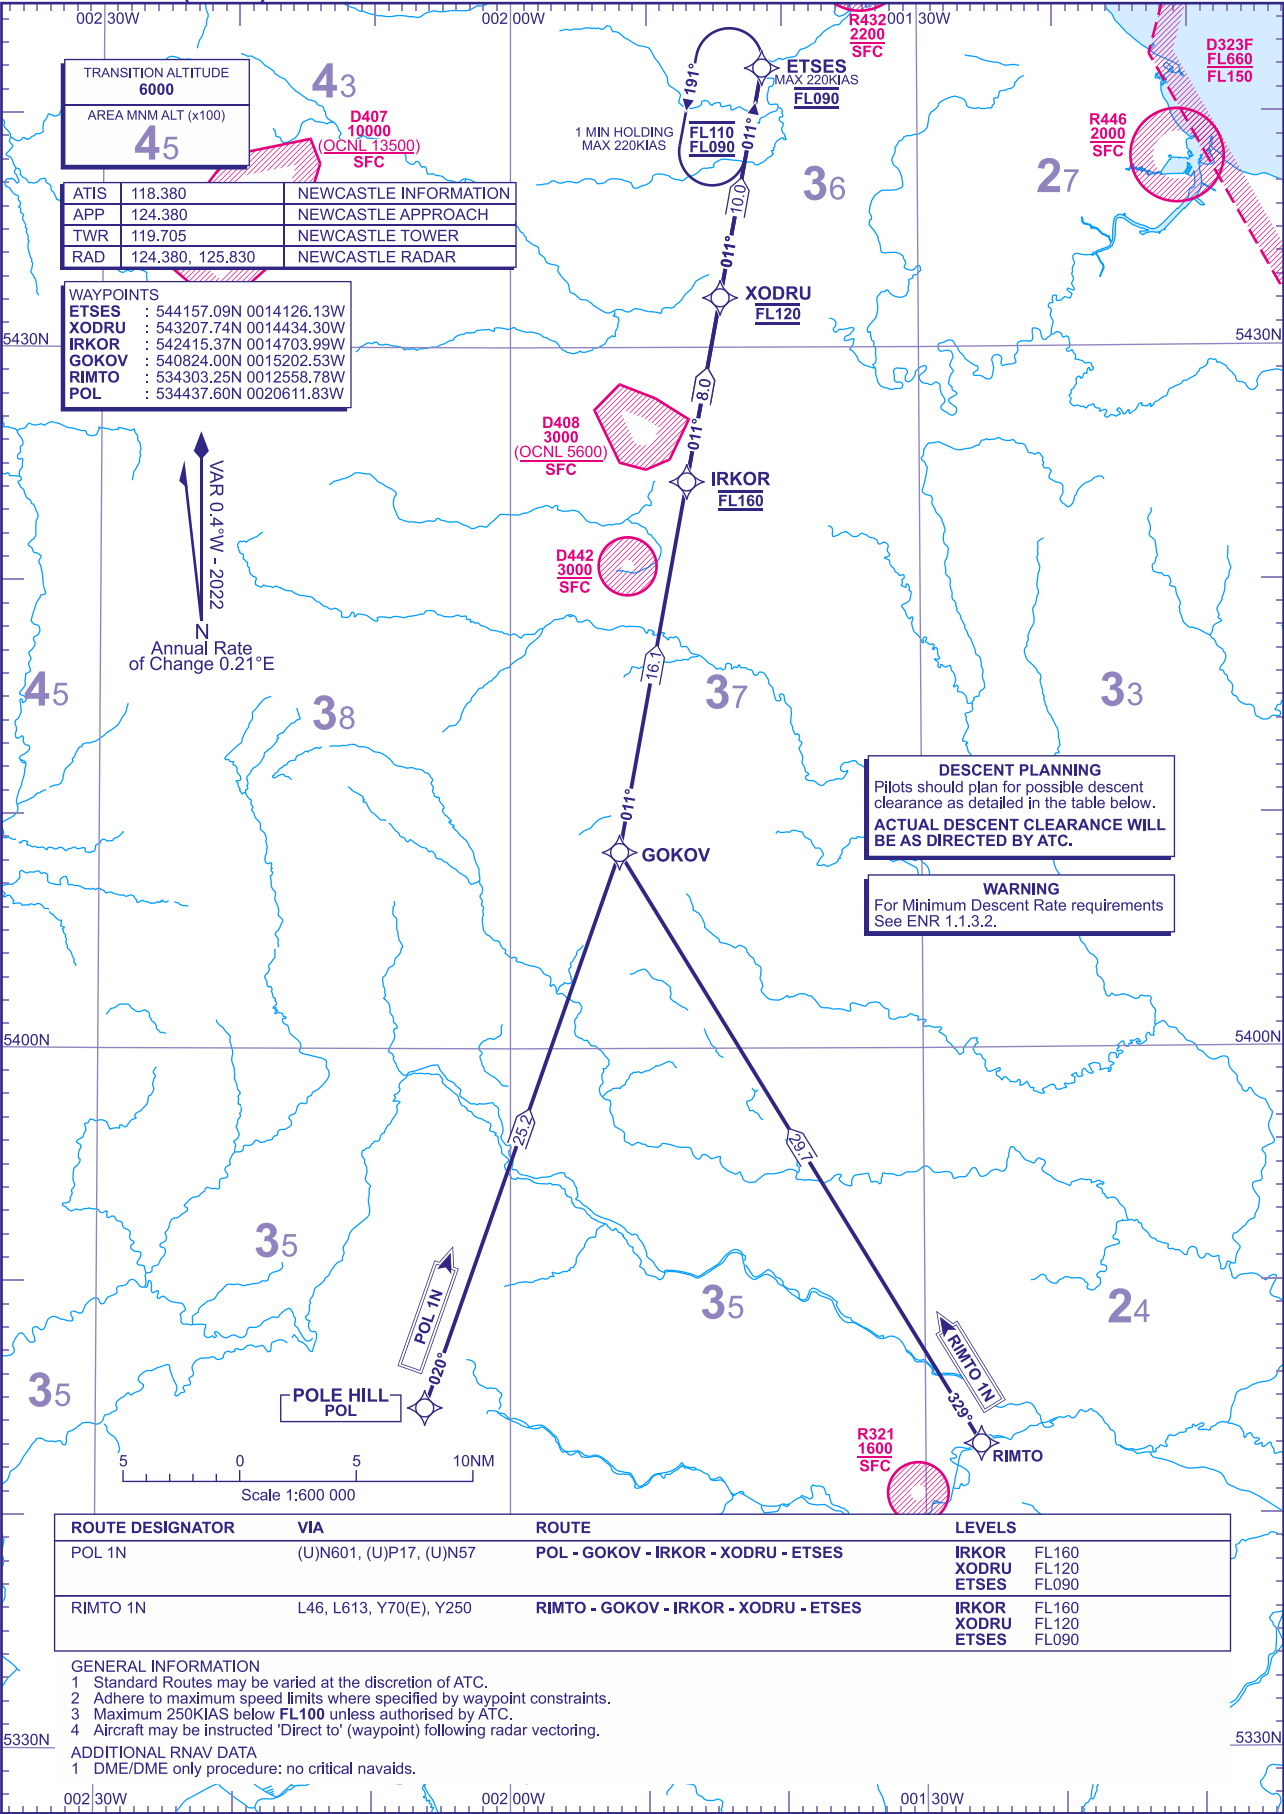 002 30W
002 00W
001 30W
R432
2200
SFC
D323F
FL660
FL150
TRANSITION ALTITUDE
6000
AREA MNM ALT (x100)
45
43
D407
10000
(OCNL 13500)
SFC
191°
ETSES
MAX 220KIAS
FL090
1 MIN HOLDING
MAX 220KIAS
FL110
FL090
011°
R446
2000
SFC
36
27
ATIS 118.380 NEWCASTLE INFORMATION
APP 124.380 NEWCASTLE APPROACH
TWR 119.705 NEWCASTLE TOWER
RAD 124.380, 125.830 NEWCASTLE RADAR
10.0
011°
WAYPOINTS
ETSES : 544157.09N 0014126.13W
XODRU : 543207.74N 0014434.30W
IRKOR : 542415.37N 0014703.99W
GOKOV : 540824.00N 0015202.53W
RIMTO : 534303.25N 0012558.78W
POL : 534437.60N 0020611.83W
XODRU
FL120
5430N
5430N
8.0
011°
D408
3000
(OCNL 5600)
SFC
IRKOR
FL160
VAR 0.4°W - 2022
N
Annual Rate
of Change 0.21°E
D442
3000
SFC
16.1
45
38
37
33
011°
DESCENT PLANNING
Pilots should plan for possible descent
clearance as detailed in the table below.
ACTUAL DESCENT CLEARANCE WILL
BE AS DIRECTED BY ATC.
GOKOV
WARNING
For Minimum Descent Rate requirements
See ENR 1.1.3.2.
5400N
5400N
25.2
29.7
35
35
24
POL 1N
020°
RIMTO 1N
329°
35
POLE HILL
POL
R321
1600
SFC
RIMTO
5 0 5 10NM
Scale 1:600 000
ROUTE DESIGNATOR VIA ROUTE LEVELS
POL 1N (U)N601, (U)P17, (U)N57 POL - GOKOV - IRKOR - XODRU - ETSES IRKOR FL160
XODRU FL120
ETSES FL090
RIMTO 1N L46, L613, Y70(E), Y250 RIMTO - GOKOV - IRKOR - XODRU - ETSES IRKOR FL160
XODRU FL120
ETSES FL090
GENERAL INFORMATION
1 Standard Routes may be varied at the discretion of ATC.
2 Adhere to maximum speed limits where specified by waypoint constraints.
3 Maximum 250KIAS below FL100 unless authorised by ATC.
4 Aircraft may be instructed 'Direct to' (waypoint) following radar vectoring.
5330N
5330N
ADDITIONAL RNAV DATA
1 DME/DME only procedure: no critical navaids.
002 30W
002 00W
001 30W